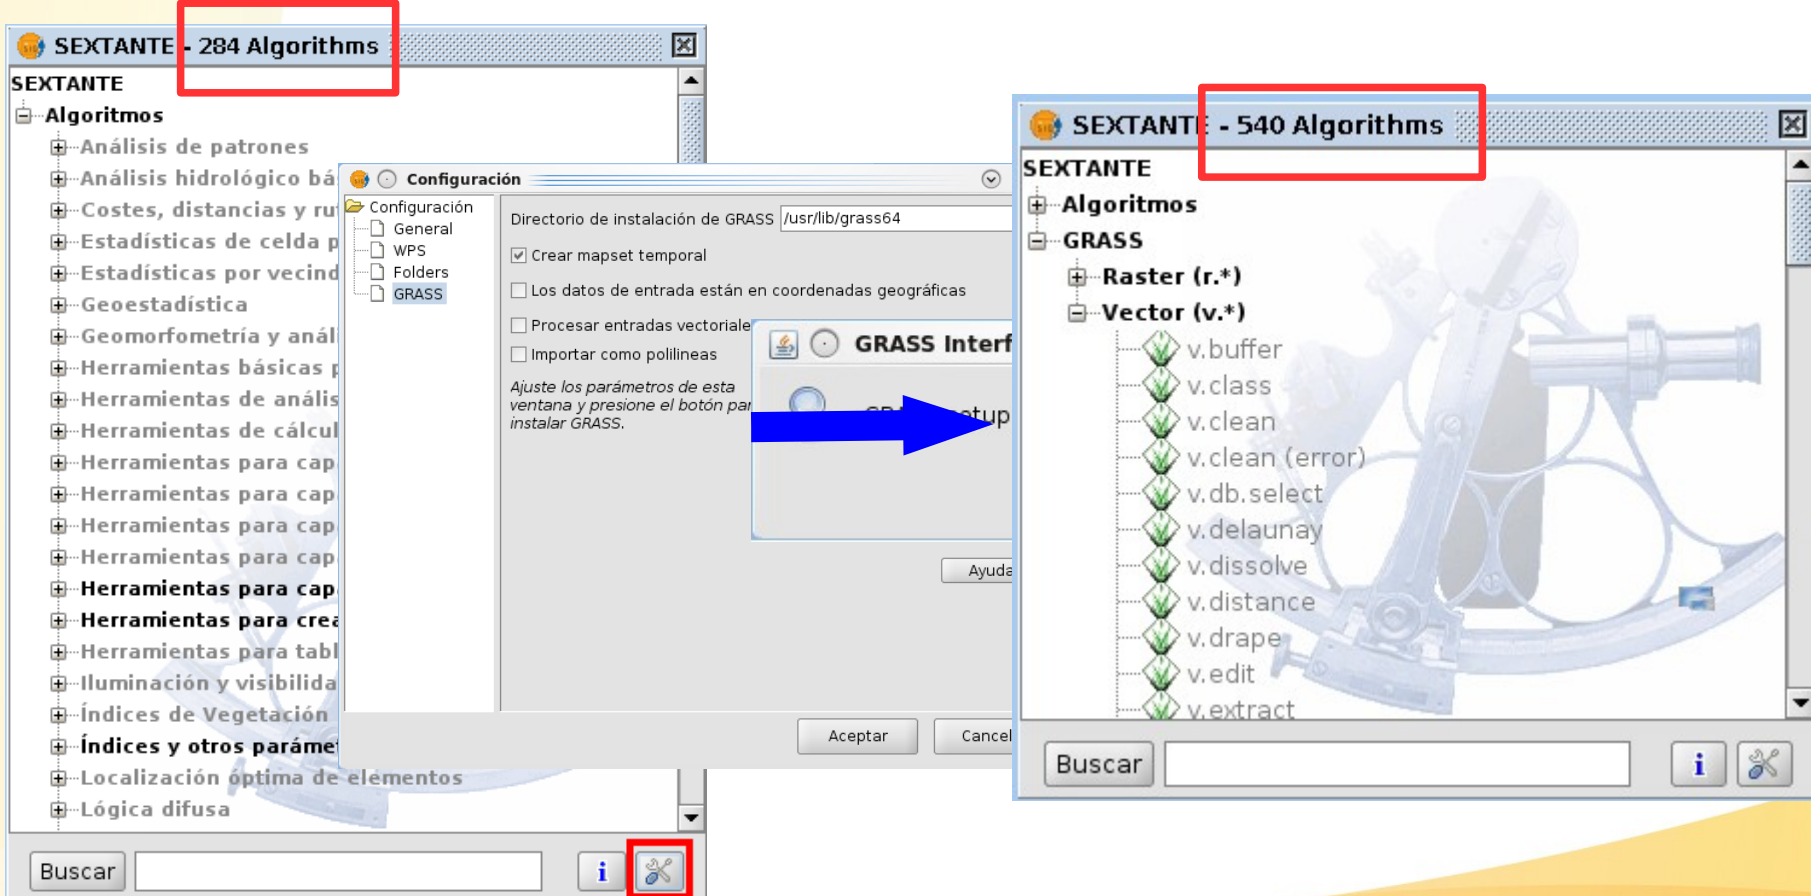 SEXTANTE - 284 Algorithms
SEXTANTE
Algoritmos
Análisis de patrones
Análisis hidrológico bá
Costes, distancias y ru
Estadísticas de celda p
Estadísticas por vecind
Geoestadística
Geomorfometría y análi
Herramientas básicas p
Herramientas de anális
Herramientas de cálcul
Herramientas para cap
Herramientas para cap
Herramientas para cap
Herramientas para cap
Herramientas para cap
Herramientas para crea
Herramientas para tabl
Iluminación y visibilida
Índices de Vegetación
Índices y otros paráme
Localización óptima de elementos
Lógica difusa
Buscar
i
Configuración
Configuración
General
WPS
Folders
GRASS
Directorio de instalación de GRASS /usr/lib/grass64
Crear mapset temporal
Los datos de entrada están en coordenadas geográficas
Procesar entradas vectoriale
Importar como polilineas
Ajuste los parámetros de esta
ventana y presione el botón par
instalar GRASS.
GRASS Interf
Ayuda
Aceptar
Cancel
SEXTANTE - 540 Algorithms
SEXTANTE
Algoritmos
GRASS
Raster (r.*)
Vector (v.*)
v.buffer
v.class
v.clean
v.clean (error)
v.db.select
v.delaunay
v.dissolve
v.distance
v.drape
v.edit
v.extract
Buscar
i